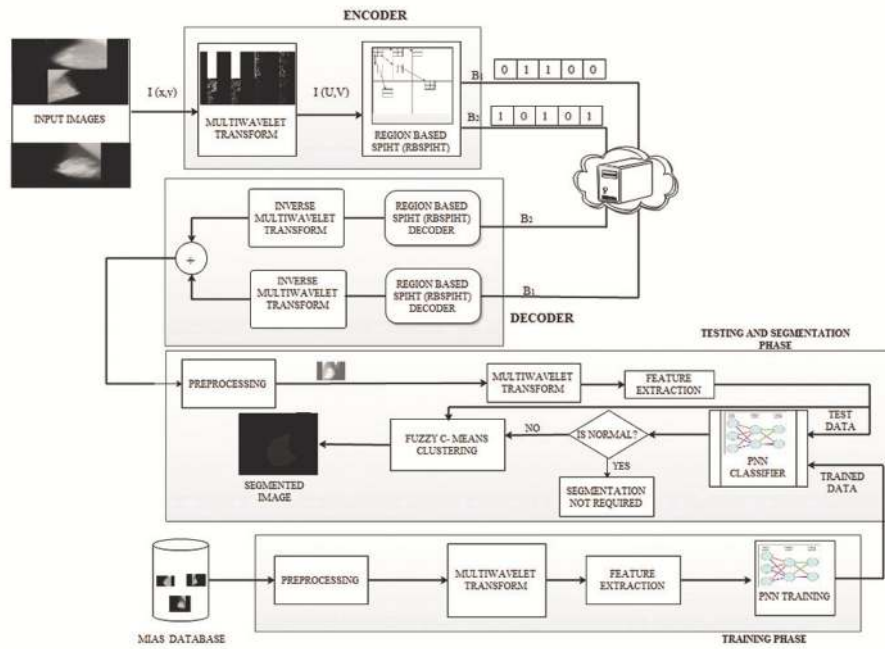 ENCODER
INPUT IMAGES
I (x,y)
MULTIWAVELET
TRANSFORM
I (U,V)
REGION BASED
SPIHT (RBSPIHT)
B1
0 1 1 0 0
B2
1 0 1 0 1
INVERSE
MULTIWAVELET
TRANSFORM
REGION BASED
SPIHT (RBSPIHT)
DECODER
B2
+
INVERSE
MULTIWAVELET
TRANSFORM
REGION BASED
SPIHT (RBSPIHT)
DECODER
B1
DECODER
TESTING AND SEGMENTATION
PHASE
PREPROCESSING
MULTIWAVELET
TRANSFORM
FEATURE
EXTRACTION
TEST
DATA
SEGMENTED
IMAGE
FUZZY C- MEANS
CLUSTERING
NO
IS NORMAL?
YES
SEGMENTATION
NOT REQUIRED
PNN
CLASSIFIER
TRAINED
DATA
MIAS DATABASE
PREPROCESSING
MULTIWAVELET
TRANSFORM
FEATURE
EXTRACTION
PNN TRAINING
TRAINING PHASE